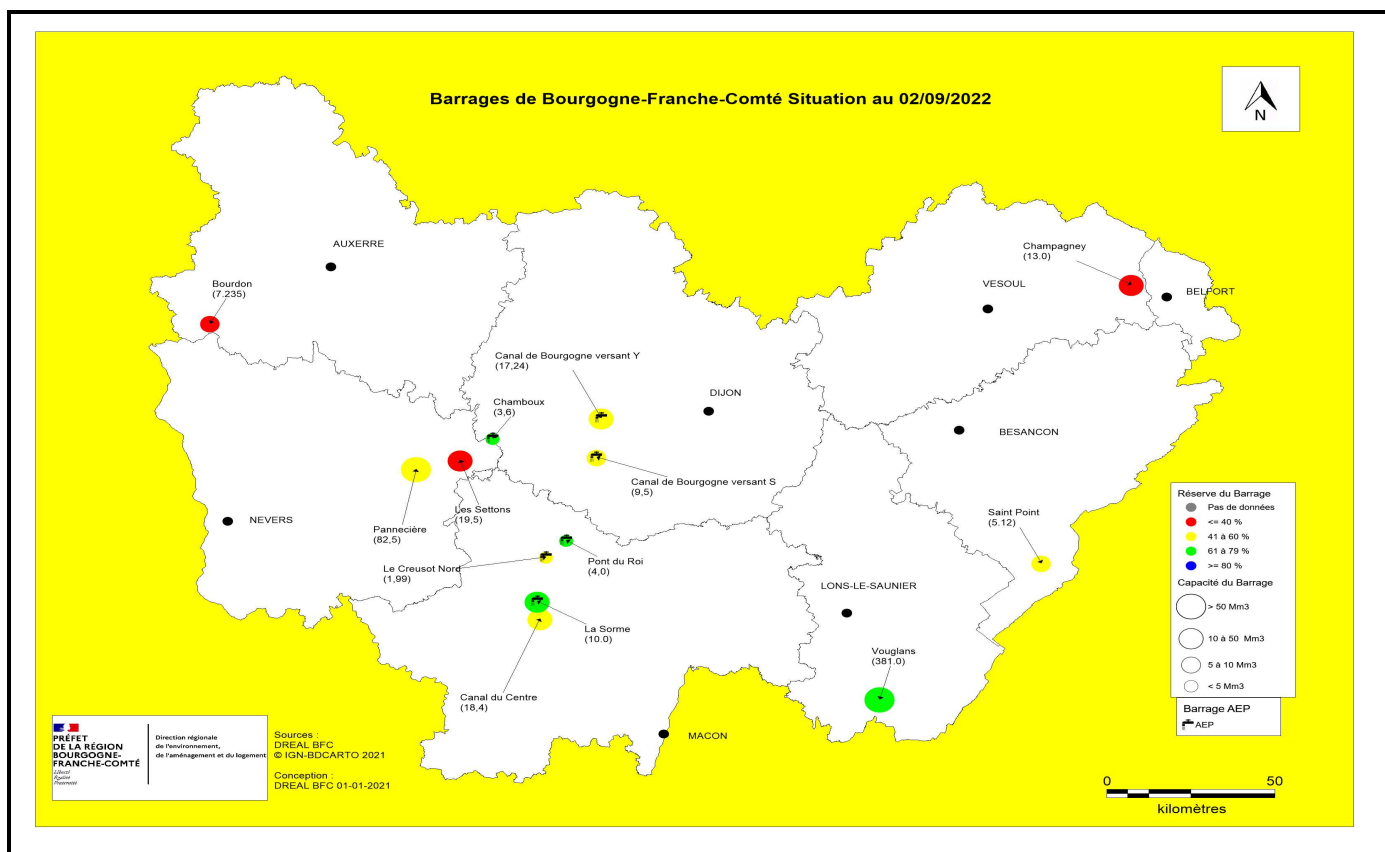 Barrages de Bourgogne-Franche-Comté Situation au 02/09/2022
N
AUXERRE
Bourdon
(7.235)
Champagney
(13.0)
VESOUL
BELFORT
Canal de Bourgogne versant Y
(17,24)
DIJON
Chamboux
(3,6)
BESANCON
Canal de Bourgogne versant S
(9,5)
Les Settons
(19,5)
NEVERS
Pannecière
(82,5)
Saint Point
(5.12)
Pont du Roi
(4,0)
Le Creusot Nord
(1,99)
LONS-LE-SAUNIER
La Sorme
(10.0)
Vouglans
(381.0)
Canal du Centre
(18,4)
MACON
Réserve du Barrage
Pas de données
<= 40 %
41 à 60 %
61 à 79 %
>= 80 %
Capacité du Barrage
> 50 Mm3
10 à 50 Mm3
5 à 10 Mm3
< 5 Mm3
Barrage AEP
AEP
PRÉFET
DE LA RÉGION
BOURGOGNE-
FRANCHE-COMTÉ
Liberté
Égalité
Fraternité
Direction régionale
de l'environnement,
de l'aménagement et du logement
Sources :
DREAL BFC
© IGN-BDCARTO 2021
Conception :
DREAL BFC 01-01-2021
0
50
kilomètres